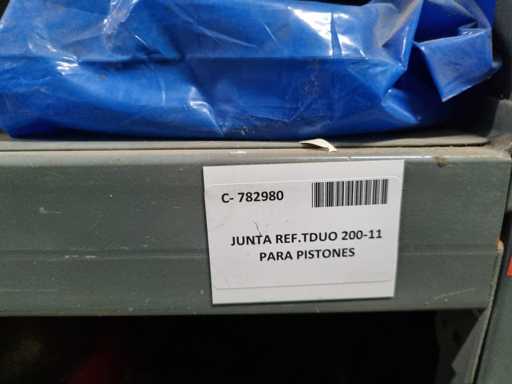 C- 782980
JUNTA REF.TDUO 200-11
PARA PISTONES